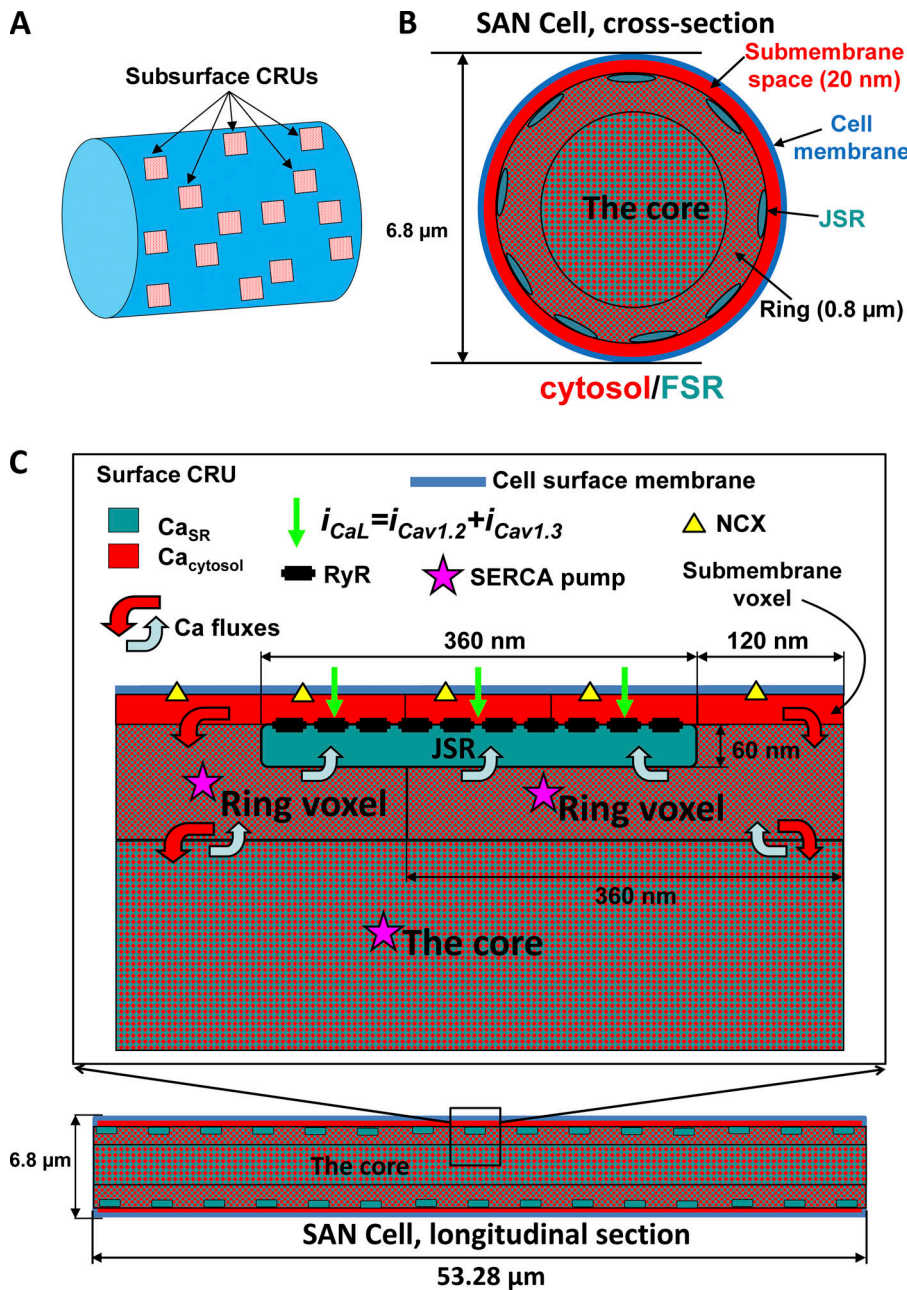 A
Subsurface CRUs
B
SAN Cell, cross-section
Submembrane
space (20 nm)
Cell
membrane
The core
JSR
6.8 µm
Ring (0.8 µm)
cytosol/FSR
C
Surface CRU
Cell surface membrane
CaSR
iCaL=iCav1.2+iCav1.3
NCX
Cacytosol
RyR
SERCA pump
Submembrane
voxel
Ca fluxes
360 nm
120 nm
JSR
60 nm
Ring voxel
Ring voxel
360 nm
The core
6.8 µm
The core
SAN Cell, longitudinal section
53.28 µm